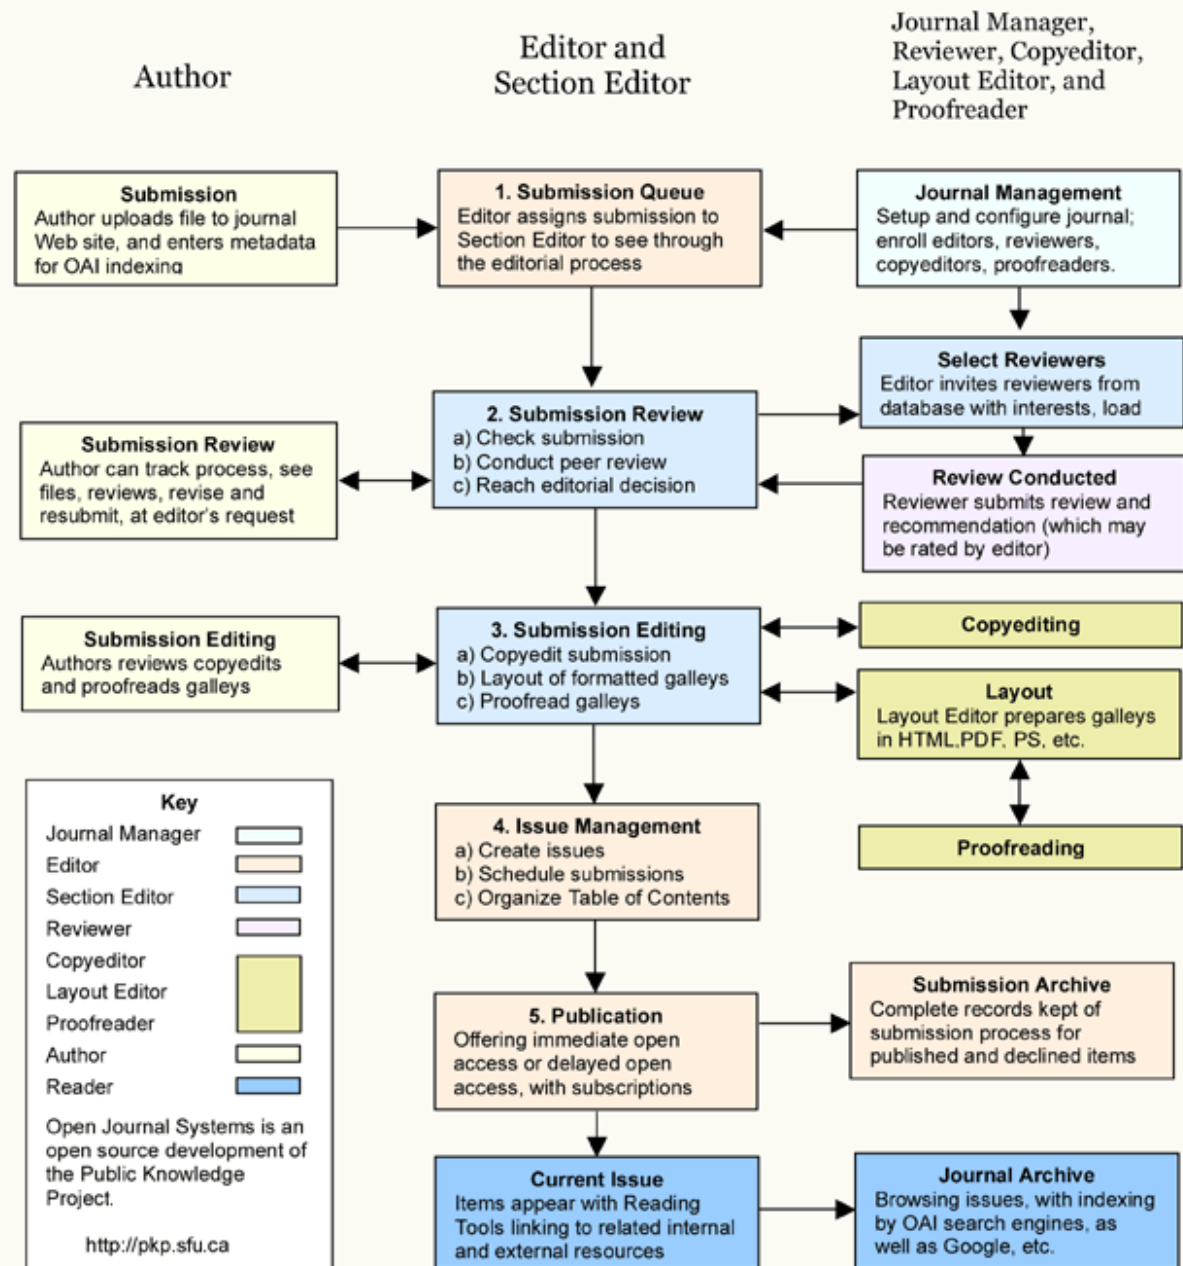 Author
Editor and
Section Editor
Journal Manager,
Reviewer, Copyeditor,
Layout Editor, and
Proofreader
Submission
Author uploads file to journal
Web site, and enters metadata
for OAI indexing
1. Submission Queue
Editor assigns submission to
Section Editor to see through
the editorial process
Journal Management
Setup and configure journal;
enroll editors, reviewers,
copyeditors, proofreaders.
Select Reviewers
Editor invites reviewers from
database with interests, load
Submission Review
Author can track process, see
files, reviews, revise and
resubmit, at editor's request
2. Submission Review
a) Check submission
b) Conduct peer review
c) Reach editorial decision
Review Conducted
Reviewer submits review and
recommendation (which may
be rated by editor)
Submission Editing
Authors reviews copyedits
and proofreads galleys
3. Submission Editing
a) Copyedit submission
b) Layout of formatted galleys
c) Proofread galleys
Copyediting
Layout
Layout Editor prepares galleys
in HTML.PDF, PS, etc.
Proofreading
4. Issue Management
a) Create issues
b) Schedule submissions
c) Organize Table of Contents
5. Publication
Offering immediate open
access or delayed open
access, with subscriptions
Submission Archive
Complete records kept of
submission process for
published and declined items
Current Issue
Items appear with Reading
Tools linking to related internal
and external resources
Journal Archive
Browsing issues, with indexing
by OAI search engines, as
well as Google, etc.
Key
Journal Manager
Editor
Section Editor
Reviewer
Copyeditor
Layout Editor
Proofreader
Author
Reader
Open Journal Systems is an
open source development of
the Public Knowledge
Project.
http://pkp.sfu.ca